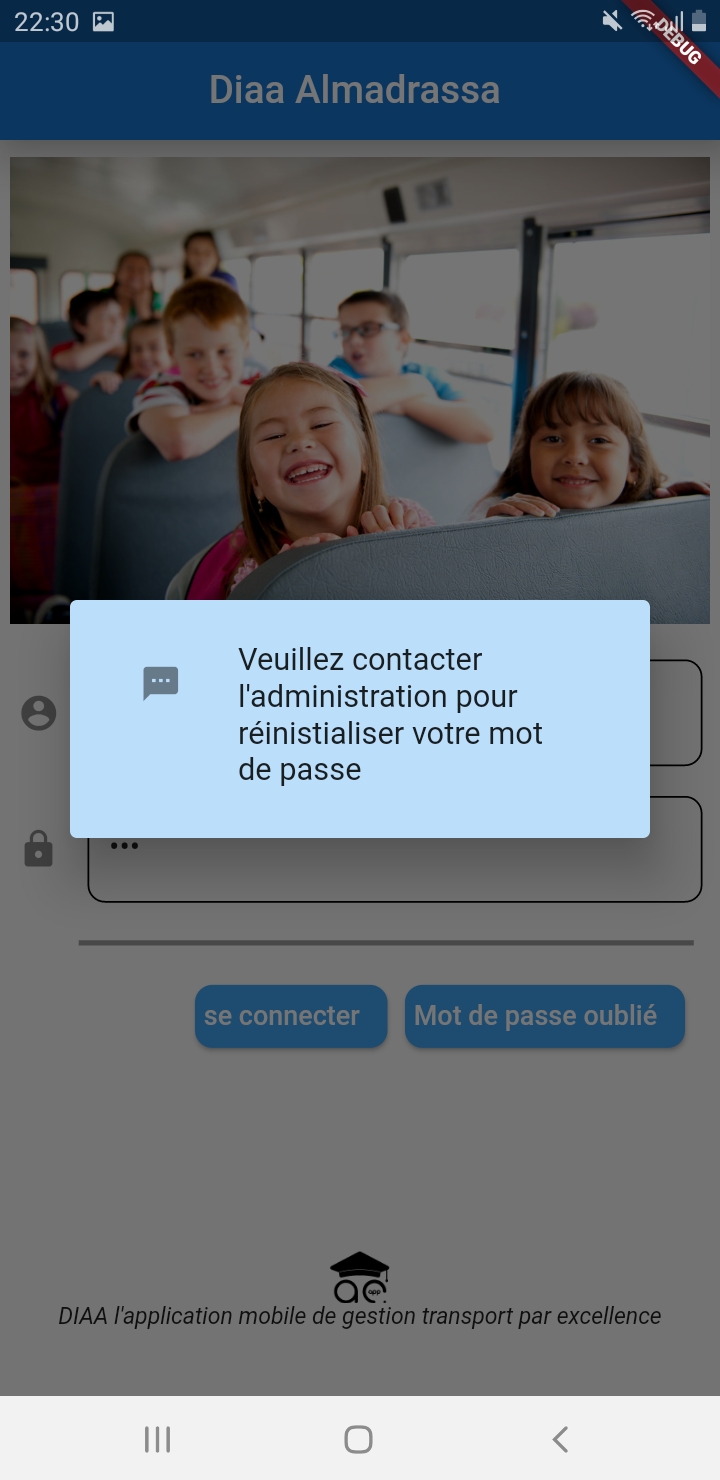 22:30
DEBUG
Diaa Almadrassa
Veuillez contacter
l'administration pour
réinistialiser votre mot
de passe
•••
se connecter
Mot de passe oublié
ae
app
DIAA l'application mobile de gestion transport par excellence